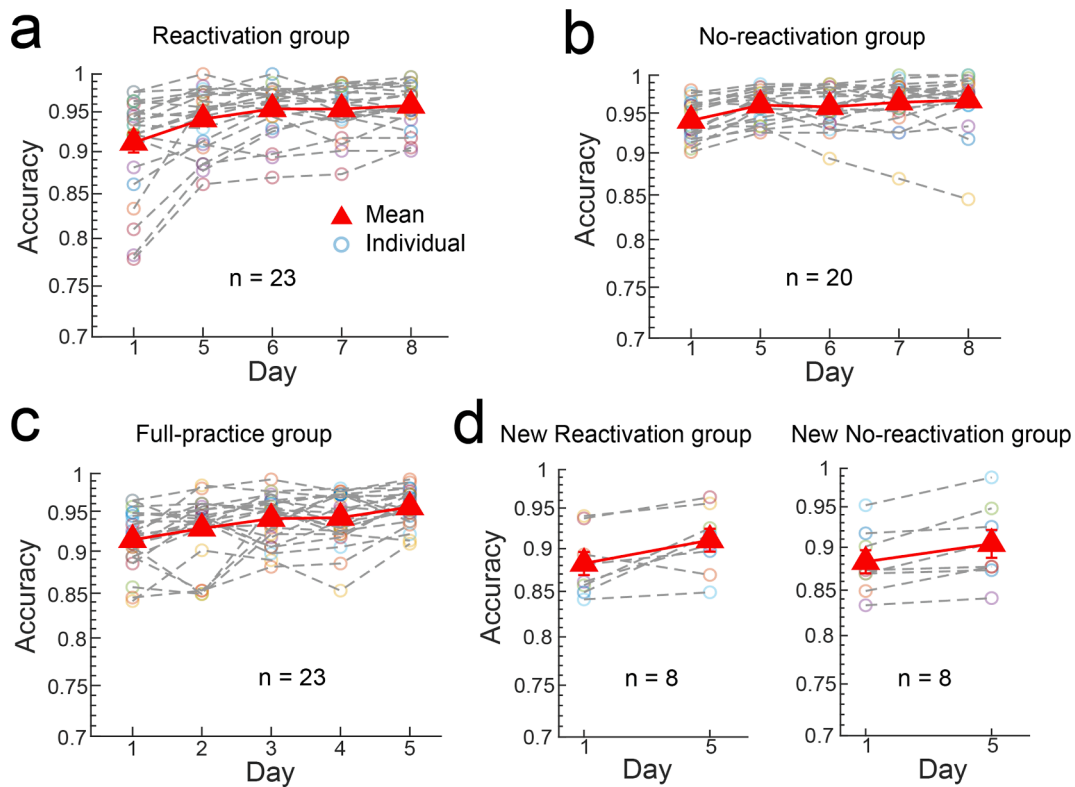 a
Reactivation group
1
0.95
0.9
0.85
0.8
0.75
0.7
Accuracy
Mean
Individual
n = 23
1 5 6 7 8
Day
b
No-reactivation group
1
0.95
0.9
0.85
0.8
0.75
0.7
Accuracy
n = 20
1 5 6 7 8
Day
c
Full-practice group
1
0.95
0.9
0.85
0.8
0.75
0.7
Accuracy
n = 23
1 2 3 4 5
Day
d
New Reactivation group
1
0.95
0.9
0.85
0.8
0.75
0.7
Accuracy
n = 8
1 5
Day
New No-reactivation group
1
0.95
0.9
0.85
0.8
0.75
0.7
n = 8
1 5
Day